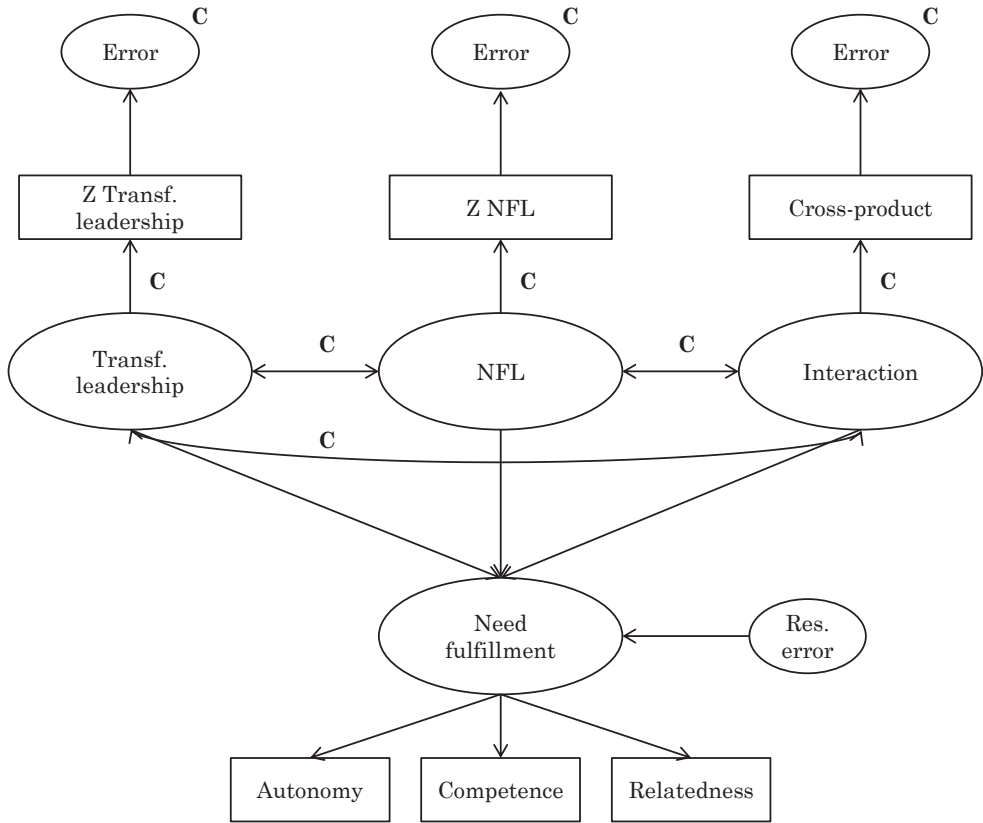 C
C
C
Error
Error
Error
Z Transf.
leadership
Z NFL
Cross-product
C
C
C
C
C
Transf.
leadership
NFL
Interaction
C
Need
fulfillment
Res.
error
Autonomy
Competence
Relatedness